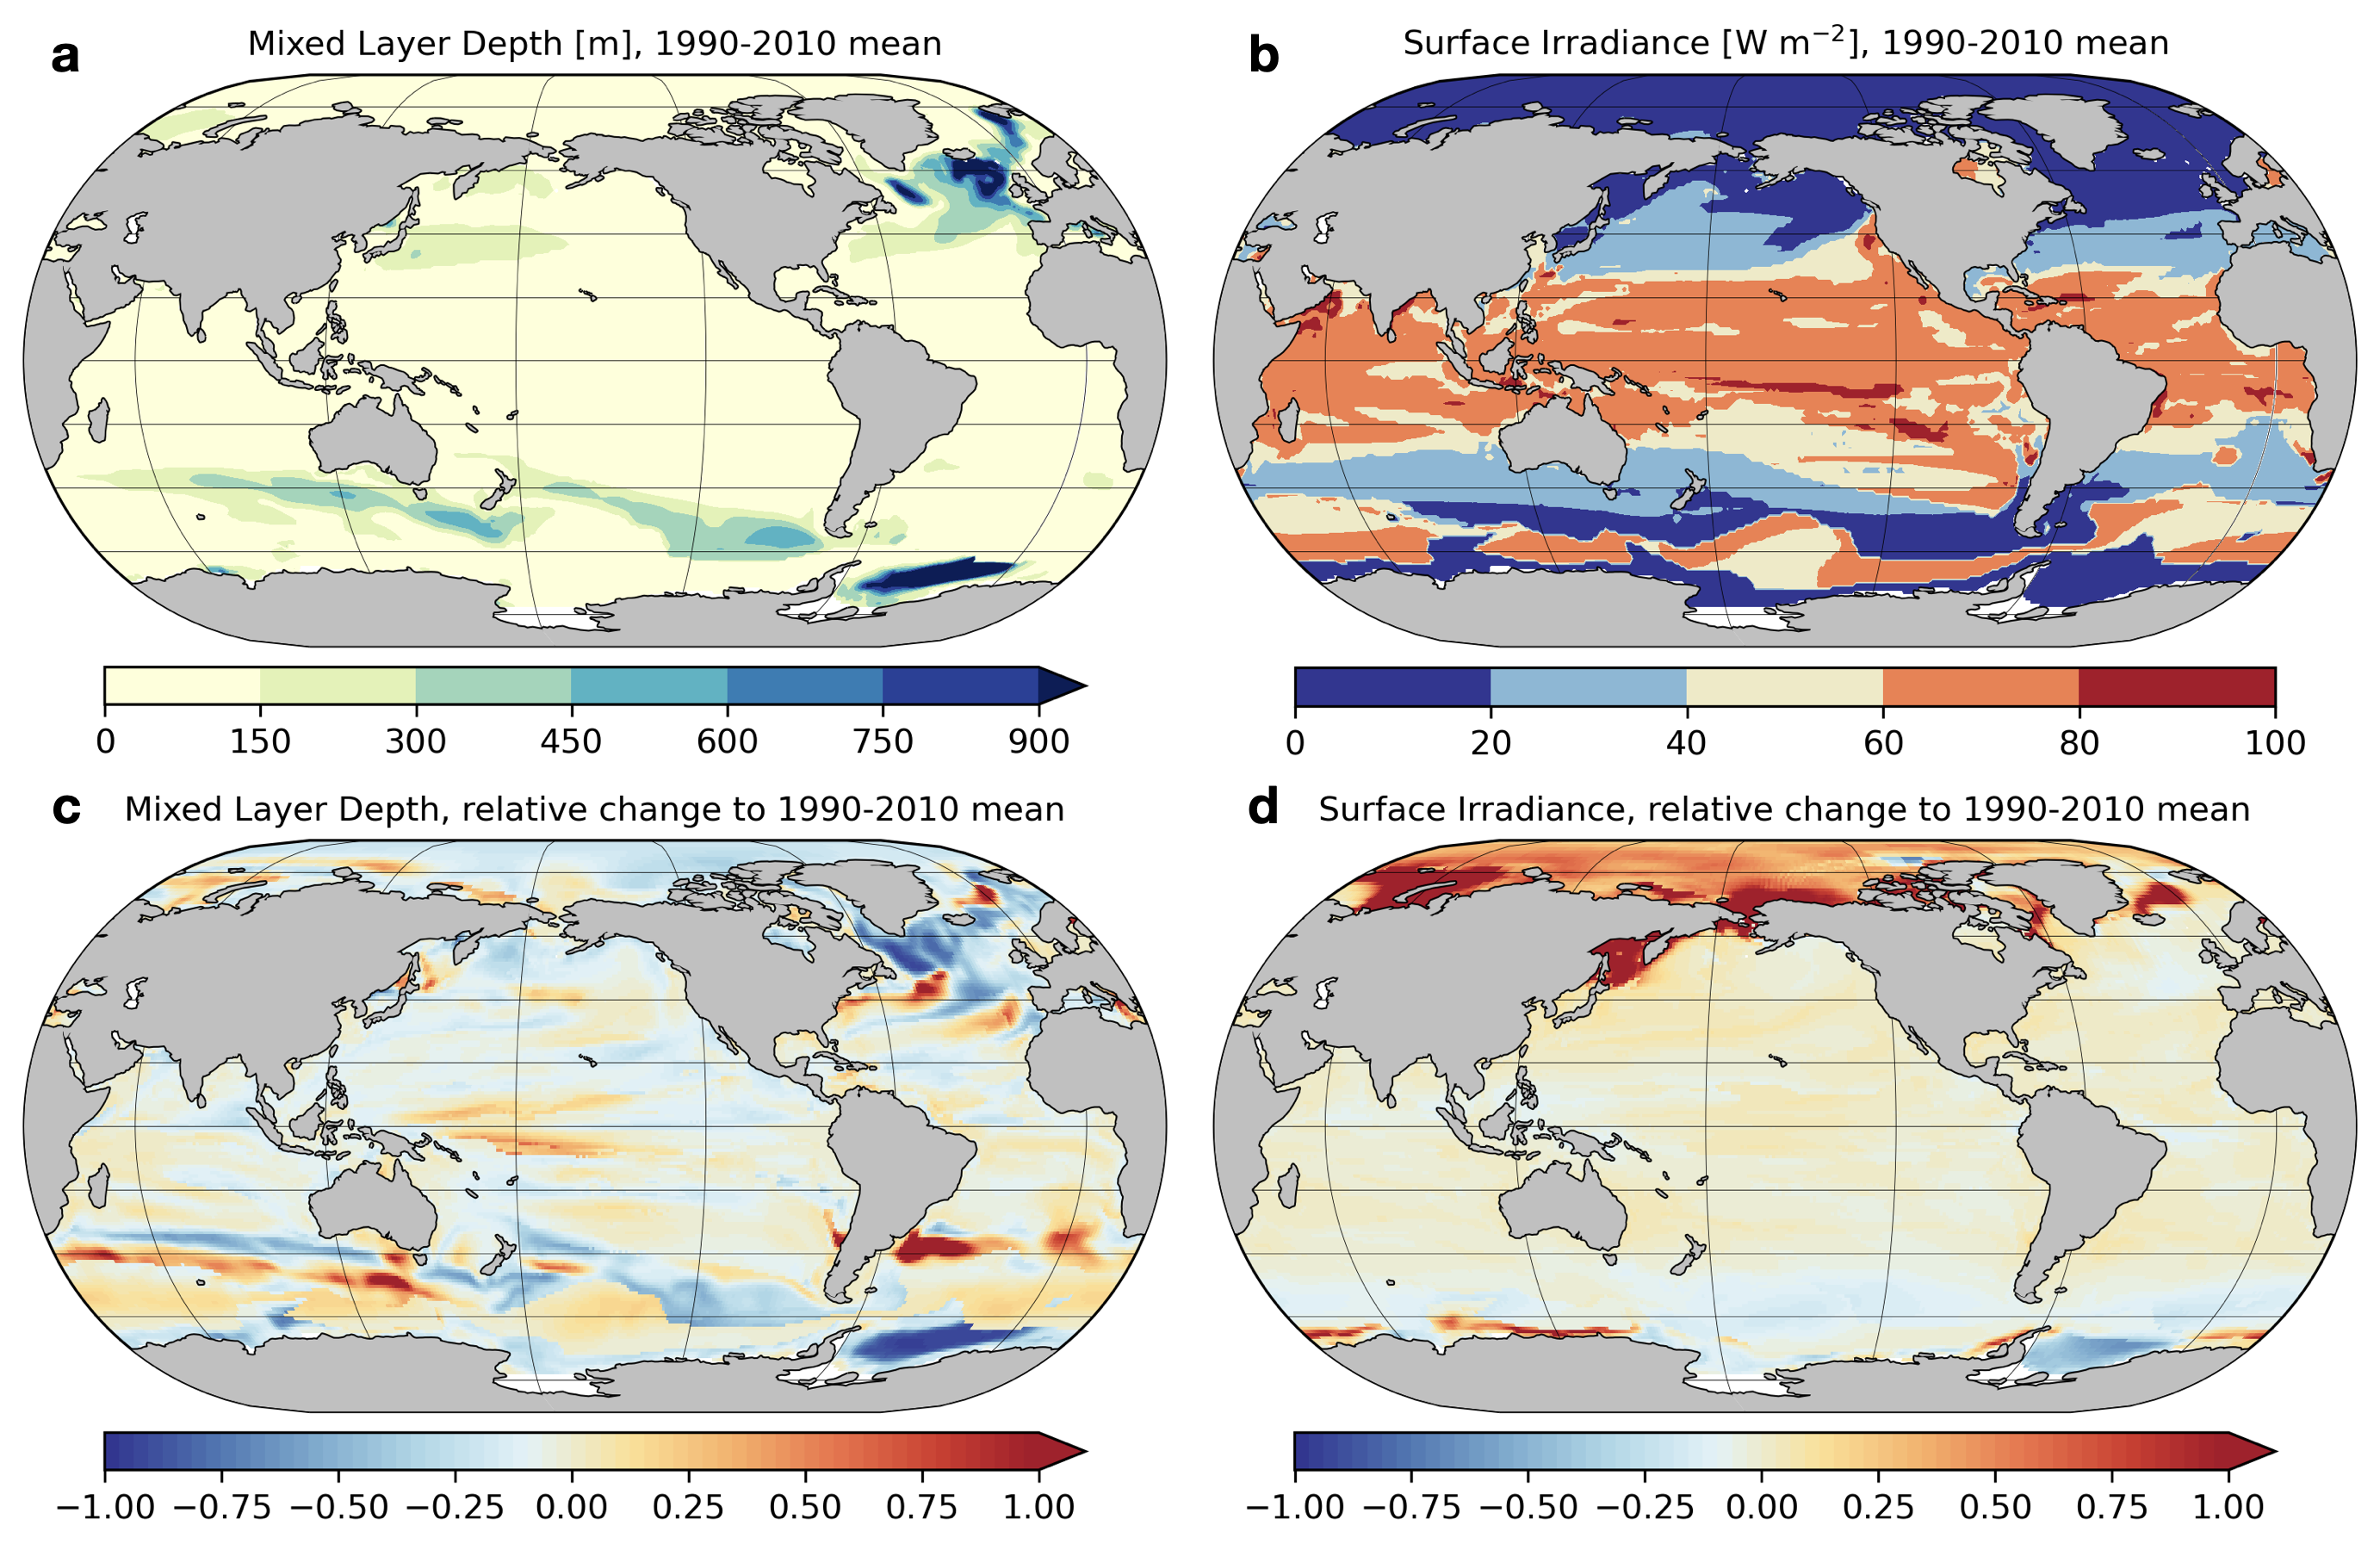 a
Mixed Layer Depth [m], 1990-2010 mean
b
Surface Irradiance [W m⁻²], 1990-2010 mean
0 150 300 450 600 750 900
0 20 40 60 80 100
c
Mixed Layer Depth, relative change to 1990-2010 mean
d
Surface Irradiance, relative change to 1990-2010 mean
−1.00 −0.75 −0.50 −0.25 0.00 0.25 0.50 0.75 1.00
−1.00 −0.75 −0.50 −0.25 0.00 0.25 0.50 0.75 1.00